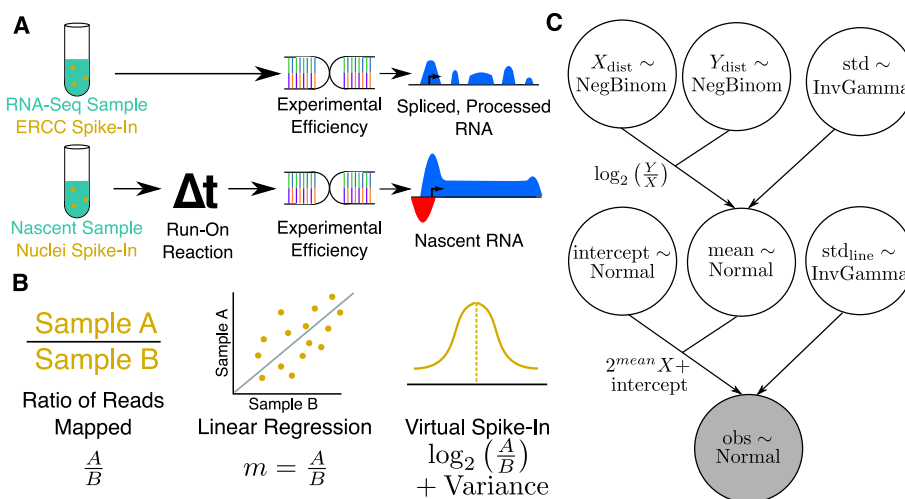 A
RNA-Seq Sample
ERCC Spike-In
Experimental
Efficiency
Spliced, Processed
RNA
Nascent Sample
Nuclei Spike-In
Δt
Run-On
Reaction
Experimental
Efficiency
Nascent RNA
B
Sample A
Sample B
Ratio of Reads
Mapped
A
B
Sample A
Sample B
Linear Regression
m = A/B
Virtual Spike-In
log₂ (A/B)
+ Variance
C
X_dist ∼
NegBinom
Y_dist ∼
NegBinom
std ∼
InvGamma
log₂ (Y/X)
intercept ∼
Normal
mean ∼
Normal
std_line ∼
InvGamma
2^mean X+
intercept
obs ∼
Normal